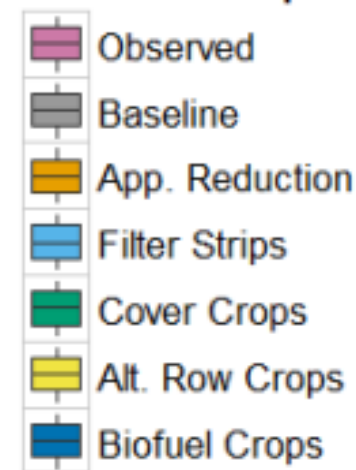 Observed
Baseline
App. Reduction
Filter Strips
Cover Crops
Alt. Row Crops
Biofuel Crops